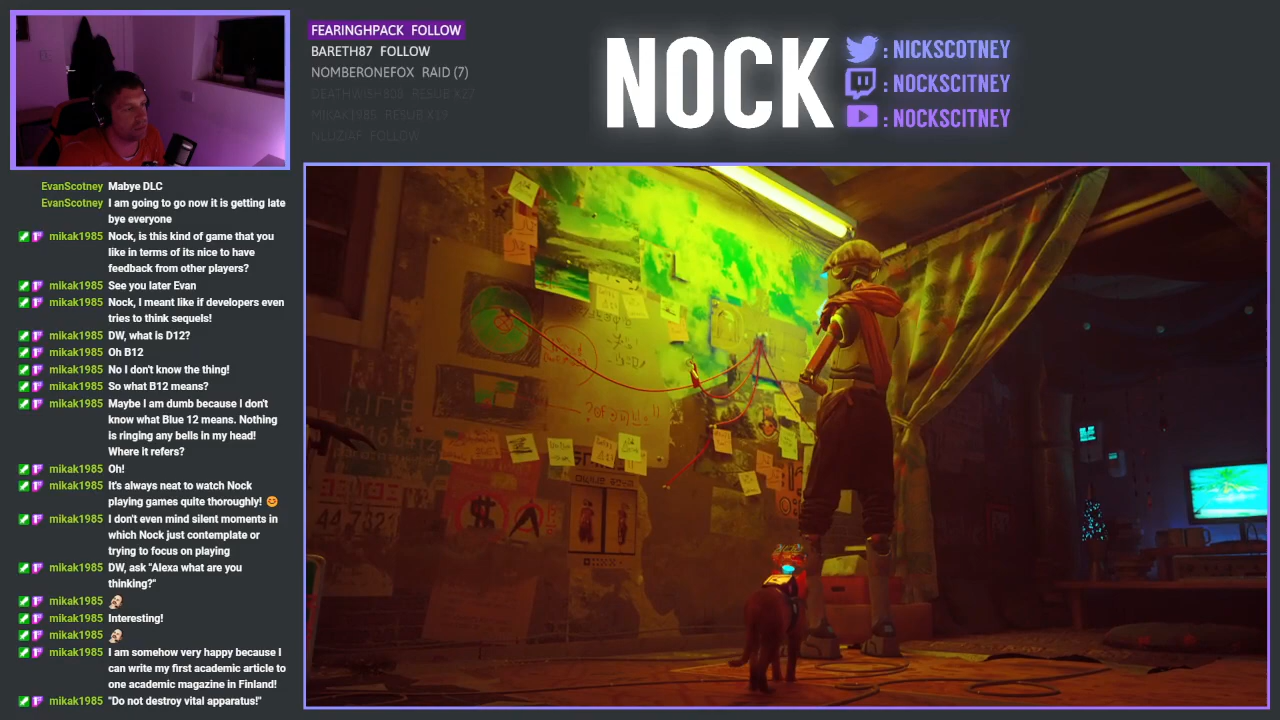 FEARINGHPACK FOLLOW
BARETH87 FOLLOW
NOMBERONEFOX RAID (7)
DEATHWISH809 RESUB X27
MIKAK1985 RESUB X19
NLUZIAF FOLLOW
NOCK
: NICKSCOTNEY
: NOCKSCITNEY
: NOCKSCITNEY
EvanScotney Mabye DLC
EvanScotney I am going to go now it is getting late
bye everyone
mikak1985 Nock, is this kind of game that you
like in terms of its nice to have
feedback from other players?
mikak1985 See you later Evan
mikak1985 Nock, I meant like if developers even
tries to think sequels!
mikak1985 DW, what is D12?
mikak1985 Oh B12
mikak1985 No I don't know the thing!
mikak1985 So what B12 means?
mikak1985 Maybe I am dumb because I don't
know what Blue 12 means. Nothing
is ringing any bells in my head!
Where it refers?
mikak1985 Oh!
mikak1985 It's always neat to watch Nock
playing games quite thoroughly! 😊
mikak1985 I don't even mind silent moments in
which Nock just contemplate or
trying to focus on playing
mikak1985 DW, ask "Alexa what are you
thinking?"
mikak1985
mikak1985 Interesting!
mikak1985
mikak1985 I am somehow very happy because I
can write my first academic article to
one academic magazine in Finland!
mikak1985 "Do not destroy vital apparatus!"